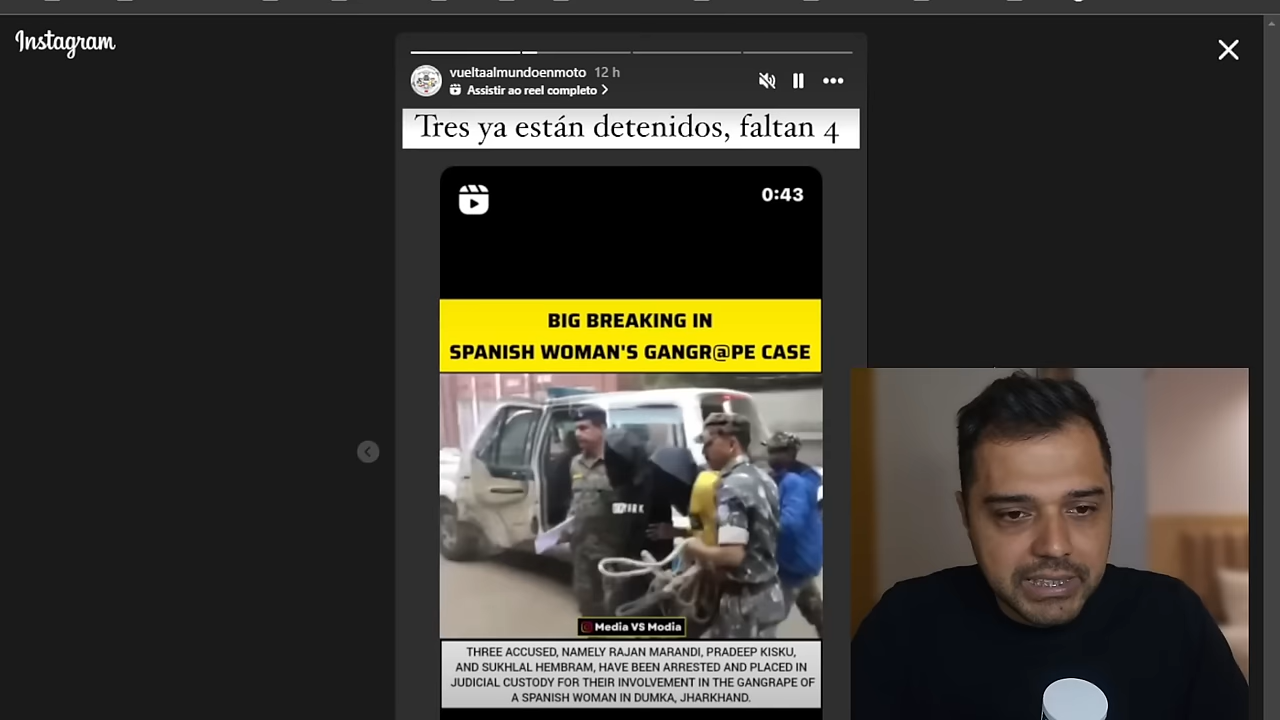 Instagram
vueltaalmundoenmoto 12 h
Assistir ao reel completo
Tres ya están detenidos, faltan 4
0:43
BIG BREAKING IN
SPANISH WOMAN'S GANGR@PE CASE
Media VS Modia
THREE ACCUSED, NAMELY RAJAN MARANDI, PRADEEP KISKU,
AND SUKHLAL HEMBRAM, HAVE BEEN ARRESTED AND PLACED IN
JUDICIAL CUSTODY FOR THEIR INVOLVEMENT IN THE GANGRAPE OF
A SPANISH WOMAN IN DUMKA, JHARKHAND.